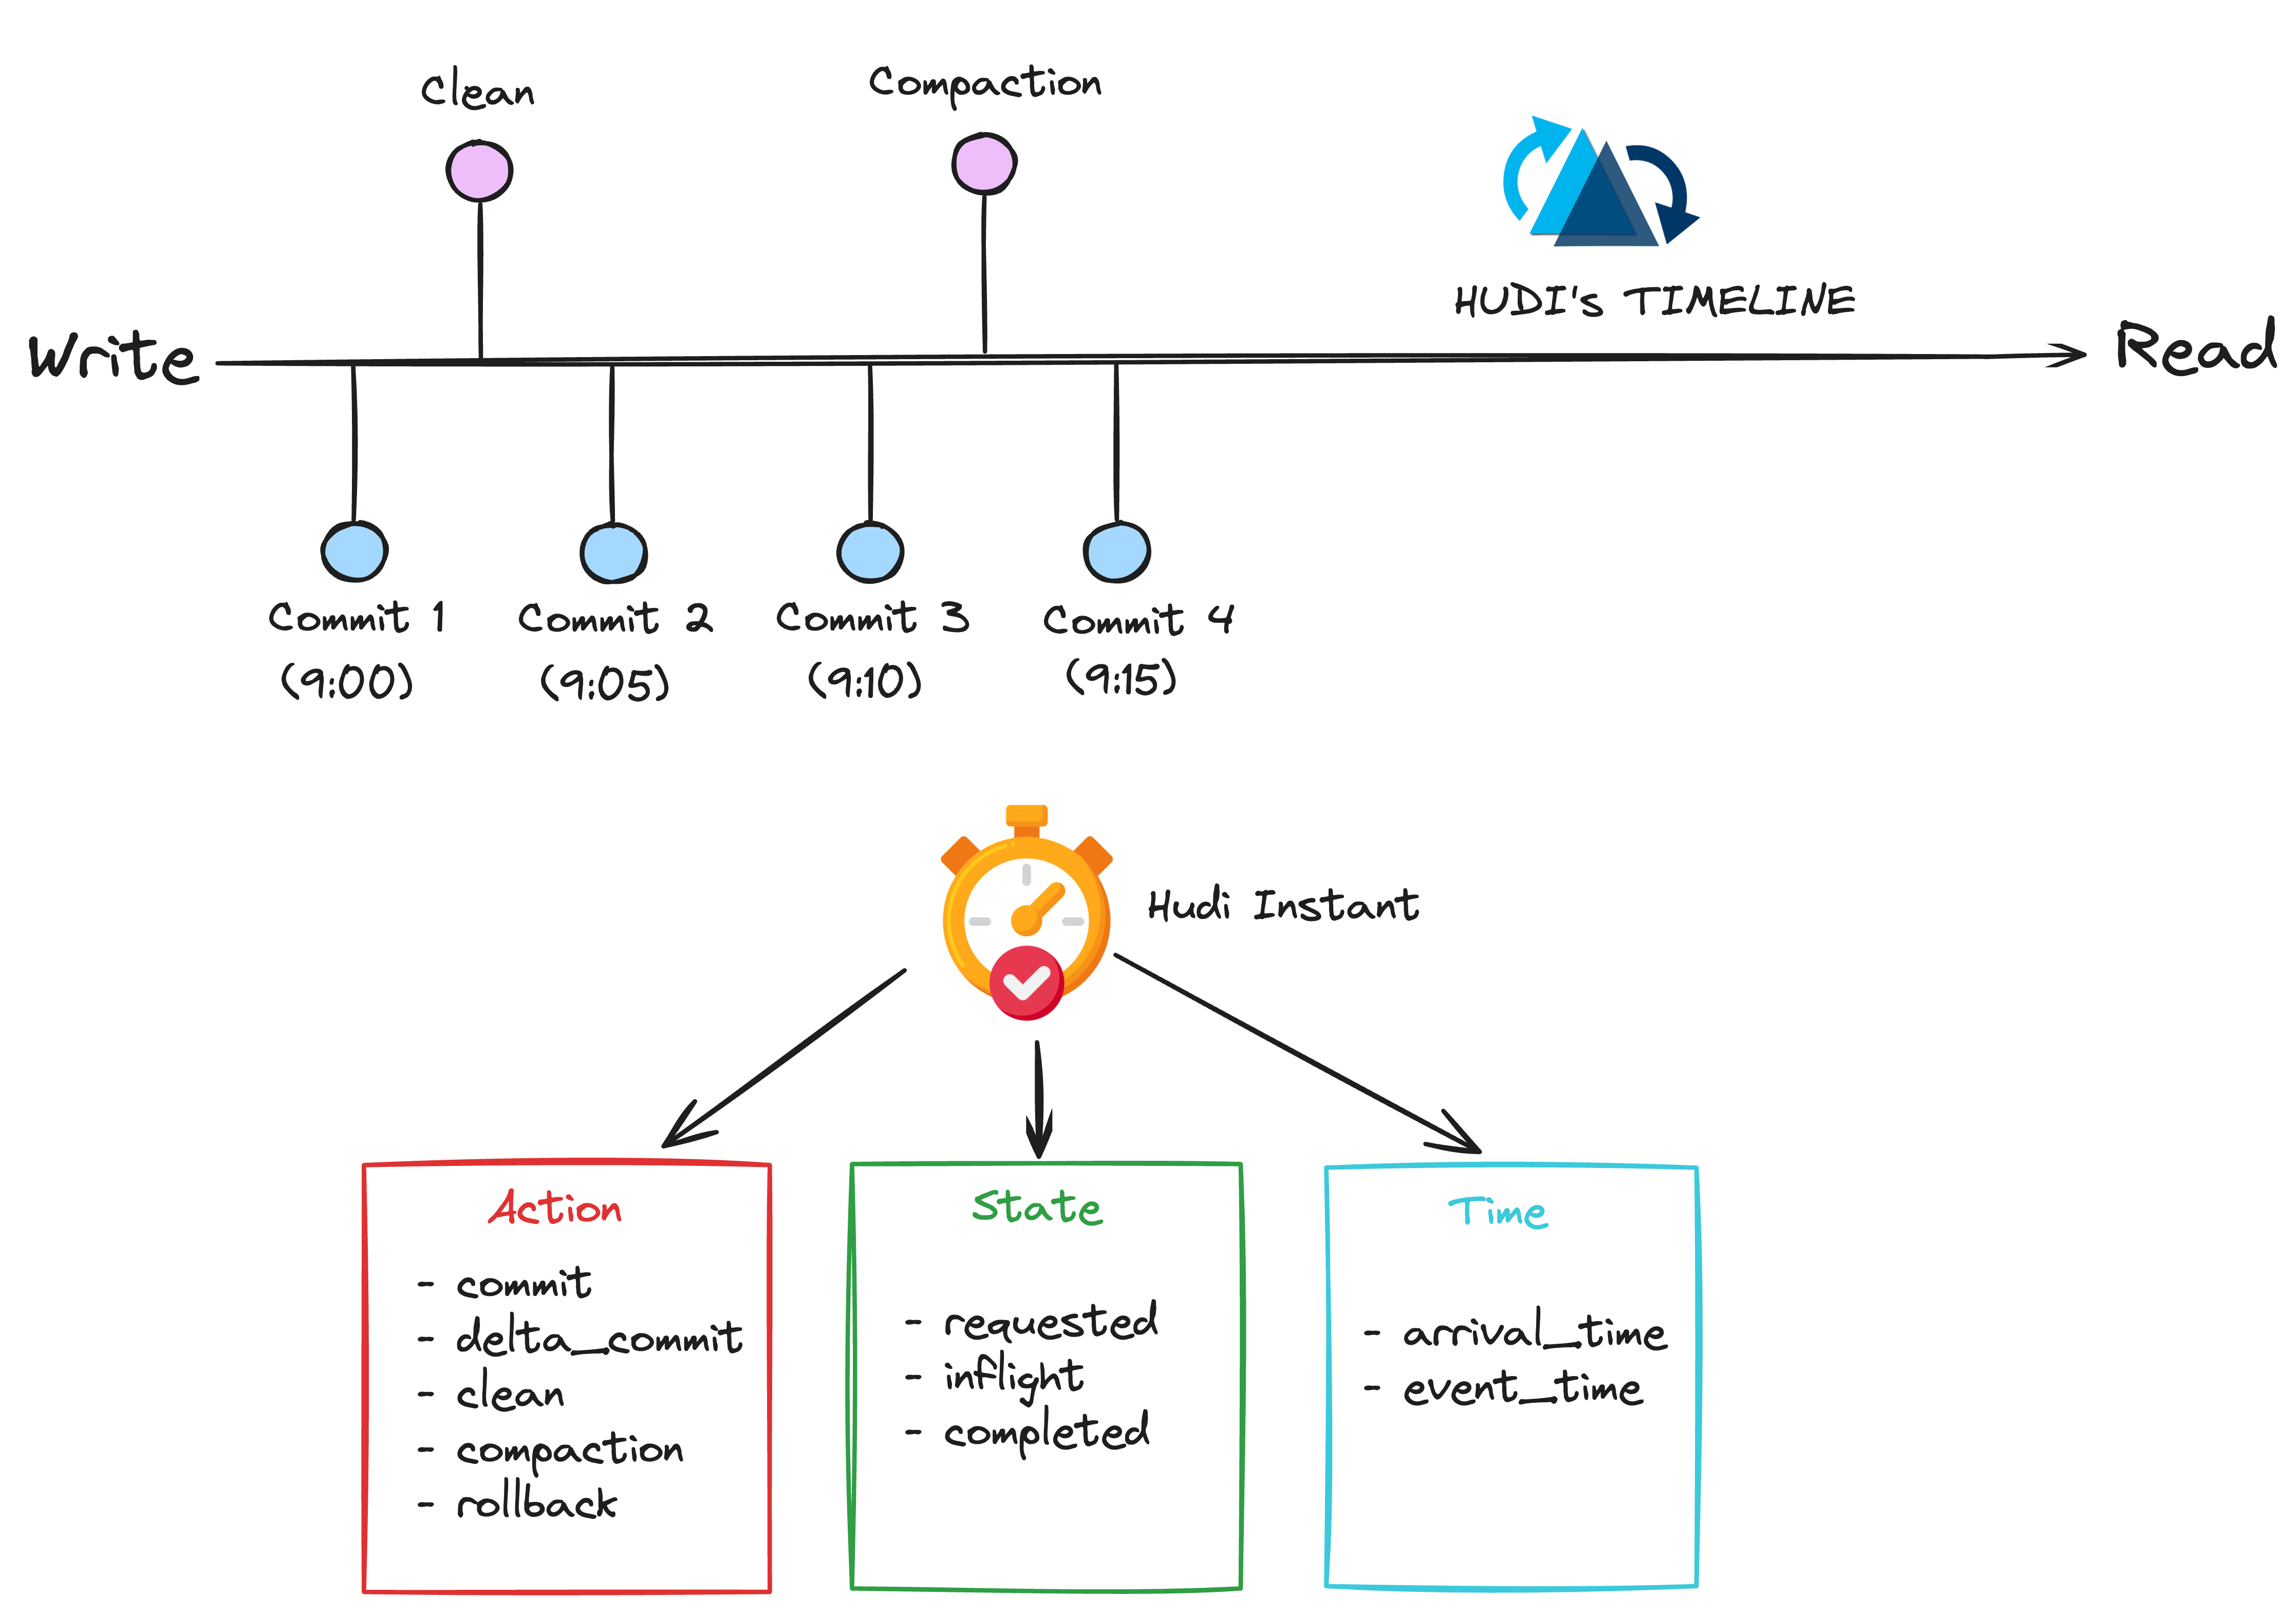 Clean
Compaction
HUDI's TIMELINE
Write
Read
Commit 1
(9:00)
Commit 2
(9:05)
Commit 3
(9:10)
Commit 4
(9:15)
Hudi Instant
Action
- commit
- delta_commit
- clean
- compaction
- rollback
State
- requested
- inflight
- completed
Time
- arrival_time
- event_time